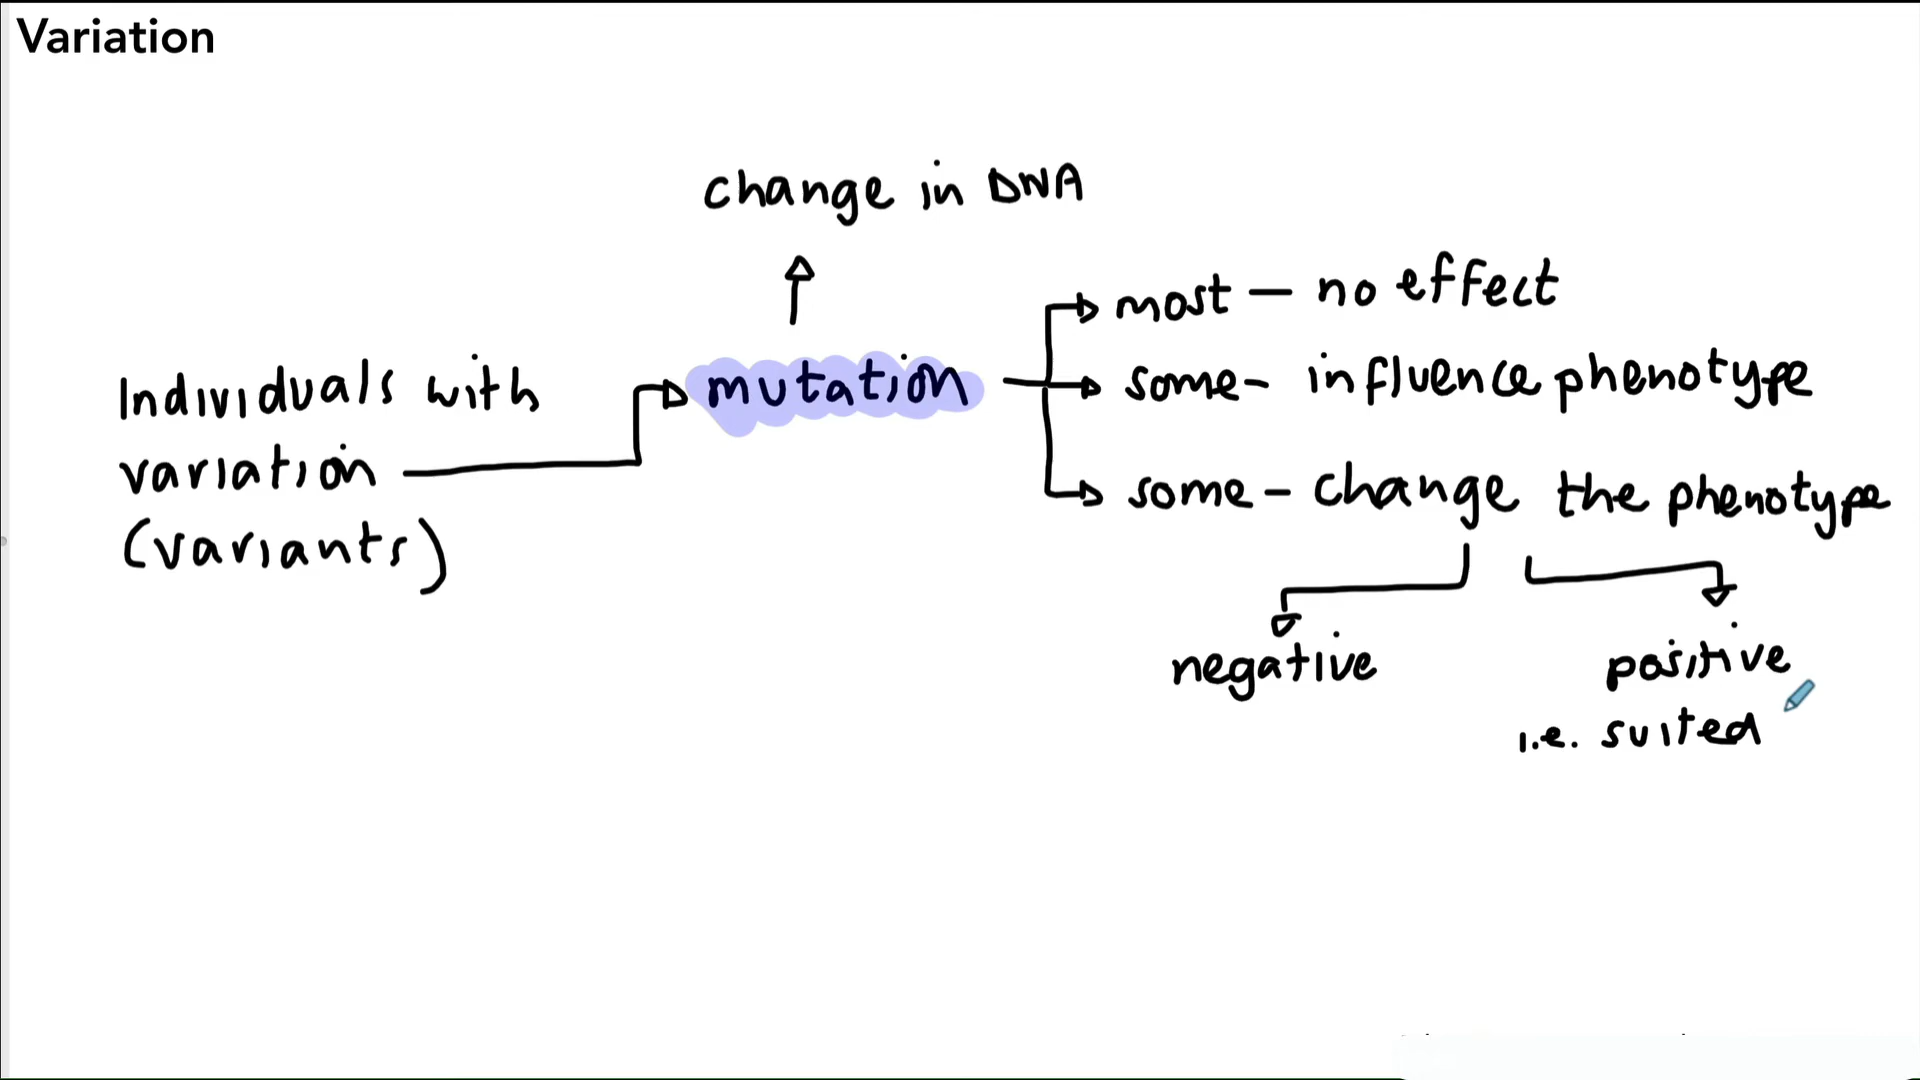 Variation
change in DNA
most – no effect
Individuals with
mutation
some - influence phenotype
variation
(variants)
some - change the phenotype
negative
positive
i.e. suited